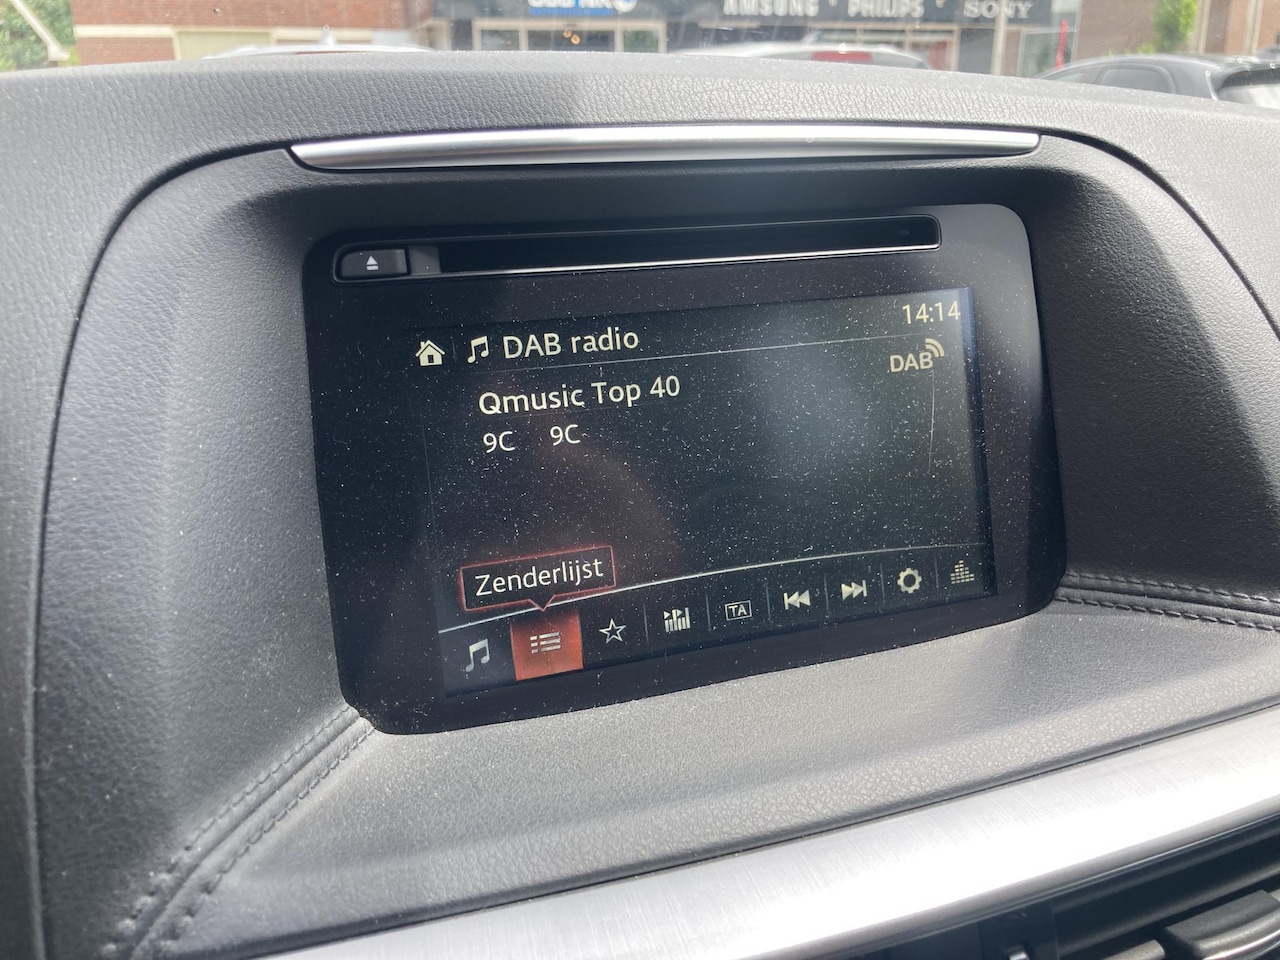 AMSUNG · PHILIPS · SONY
14:14
DAB radio
DAB
Qmusic Top 40
9C 9C
Zenderlijst
TA